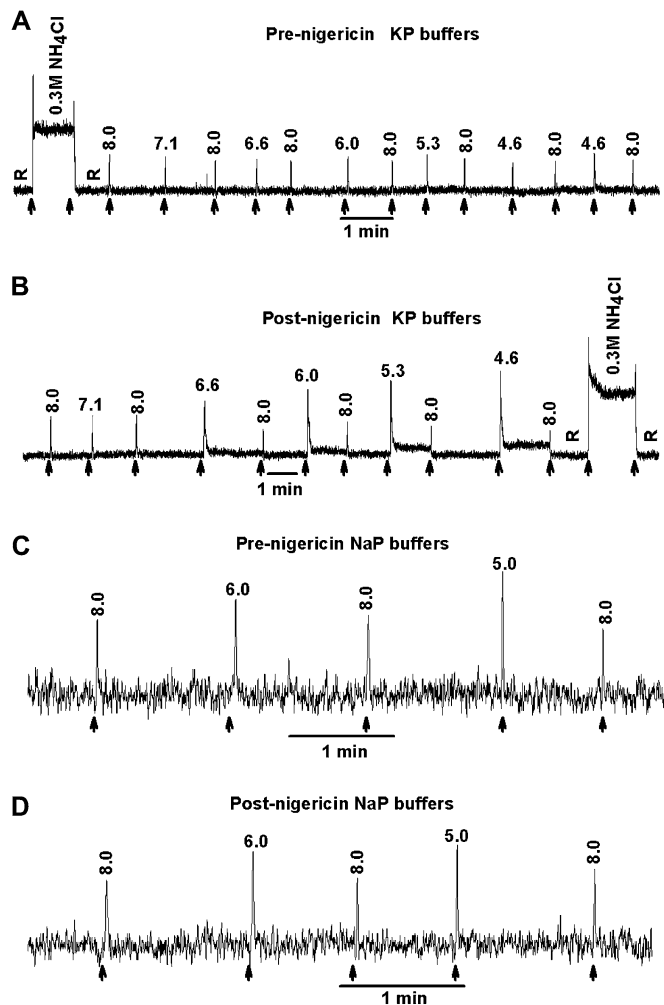 A
Pre-nigericin KP buffers
0.3M NH4Cl
R
R
8.0
7.1
8.0
6.6
8.0
6.0
8.0
5.3
8.0
4.6
8.0
4.6
8.0
1 min
B
Post-nigericin KP buffers
8.0
7.1
8.0
6.6
8.0
6.0
8.0
5.3
8.0
4.6
8.0
R
0.3M NH4Cl
R
1 min
C
Pre-nigericin NaP buffers
8.0
6.0
8.0
5.0
8.0
1 min
D
Post-nigericin NaP buffers
8.0
6.0
8.0
5.0
8.0
1 min